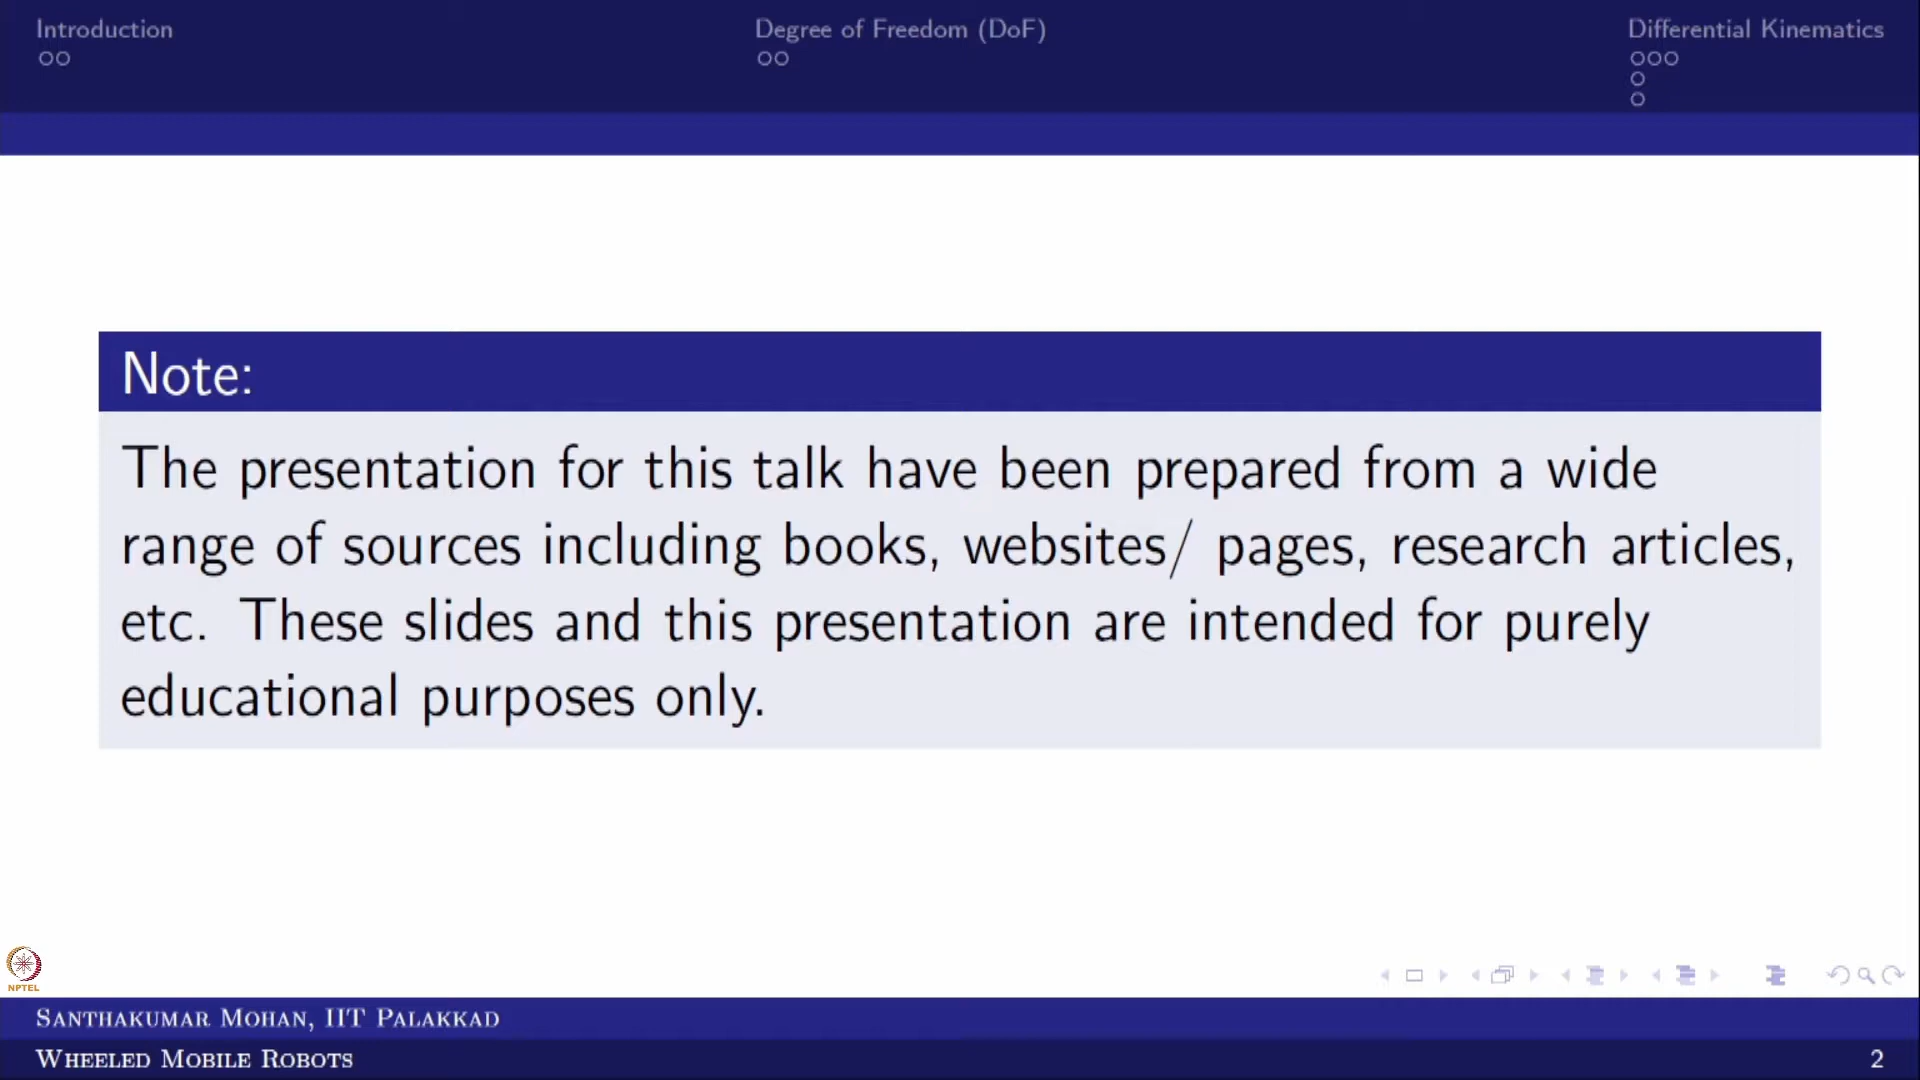 Introduction
Degree of Freedom (DoF)
Differential Kinematics
Note:
The presentation for this talk have been prepared from a wide
range of sources including books, websites/ pages, research articles,
etc. These slides and this presentation are intended for purely
educational purposes only.
NPTEL
Santhakumar Mohan, IIT Palakkad
Wheeled Mobile Robots
2